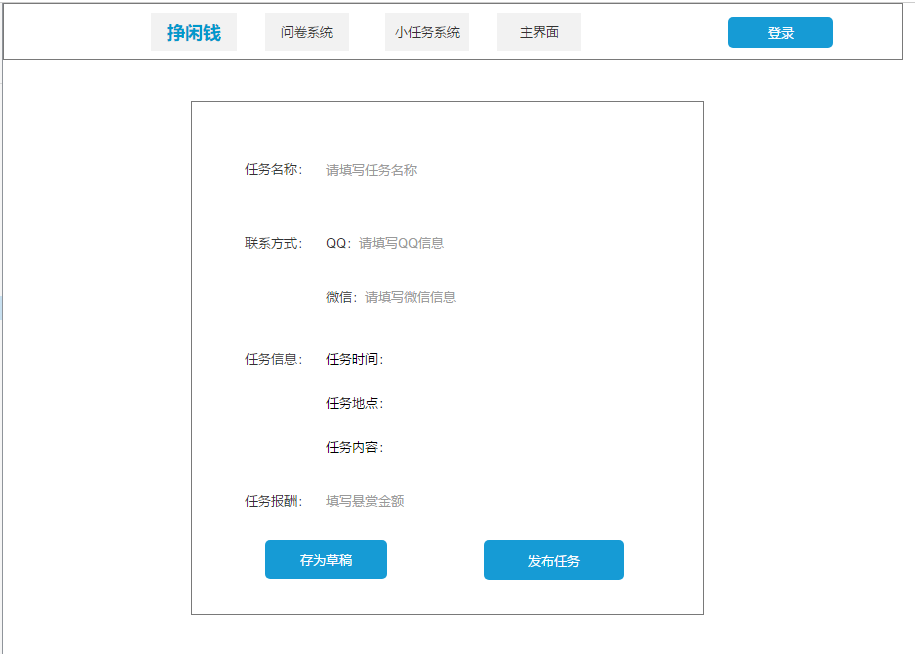 挣闲钱 问卷系统 小任务系统 主界面 登录
任务名称： 请填写任务名称
联系方式： QQ：请填写QQ信息
微信：请填写微信信息
任务信息： 任务时间：
任务地点：
任务内容：
任务报酬： 填写悬赏金额
存为草稿 发布任务